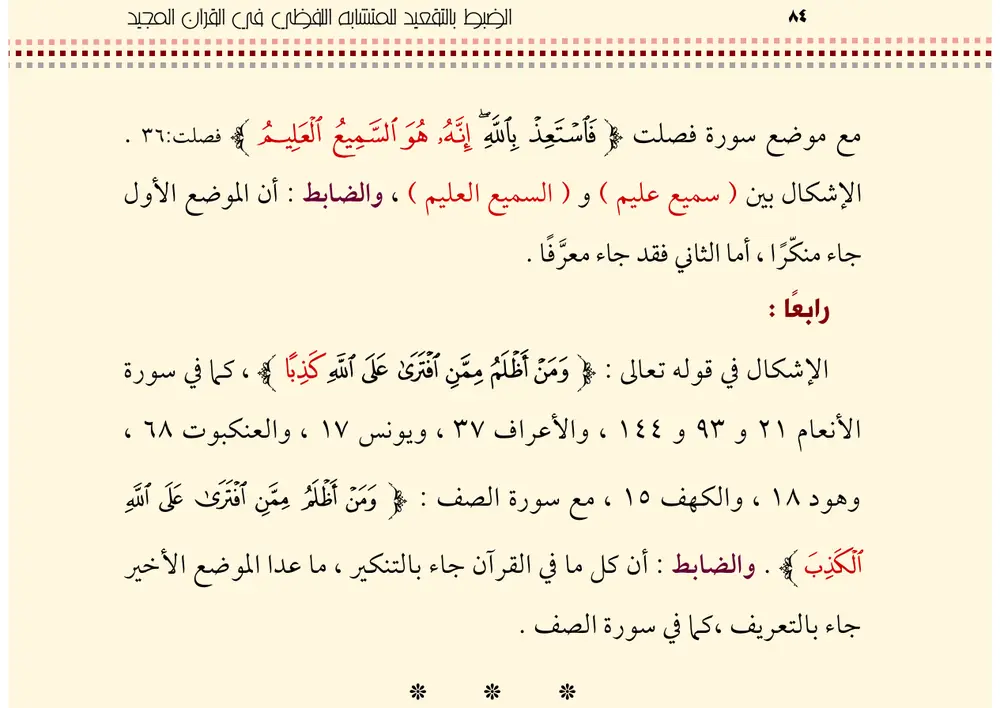 ٨٤ الضبط بالتقعيد للمتشابه اللفظي في القرآن المجيد
مع موضع سورة فصلت ﴿ فَٱسْتَعِذْ بِٱللَّهِ ۖ إِنَّهُۥ هُوَ ٱلسَّمِيعُ ٱلْعَلِيمُ ﴾ فصلت:٣٦ .
الإشكال بين ( سميع عليم ) و ( السميع العليم ) ، والضابط : أن الموضع الأول
جاء منكّرًا ، أما الثاني فقد جاء معرَّفًا .
رابعًا :
الإشكال في قوله تعالى : ﴿ وَمَنْ أَظْلَمُ مِمَّنِ ٱفْتَرَىٰ عَلَى ٱللَّهِ كَذِبًا ﴾ ، كما في سورة
الأنعام ٢١ و ٩٣ و ١٤٤ ، والأعراف ٣٧ ، ويونس ١٧ ، والعنكبوت ٦٨ ،
وهود ١٨ ، والكهف ١٥ ، مع سورة الصف : ﴿ وَمَنْ أَظْلَمُ مِمَّنِ ٱفْتَرَىٰ عَلَى ٱللَّهِ
ٱلْكَذِبَ ﴾ . والضابط : أن كل ما في القرآن جاء بالتنكير ، ما عدا الموضع الأخير
جاء بالتعريف ،كما في سورة الصف .